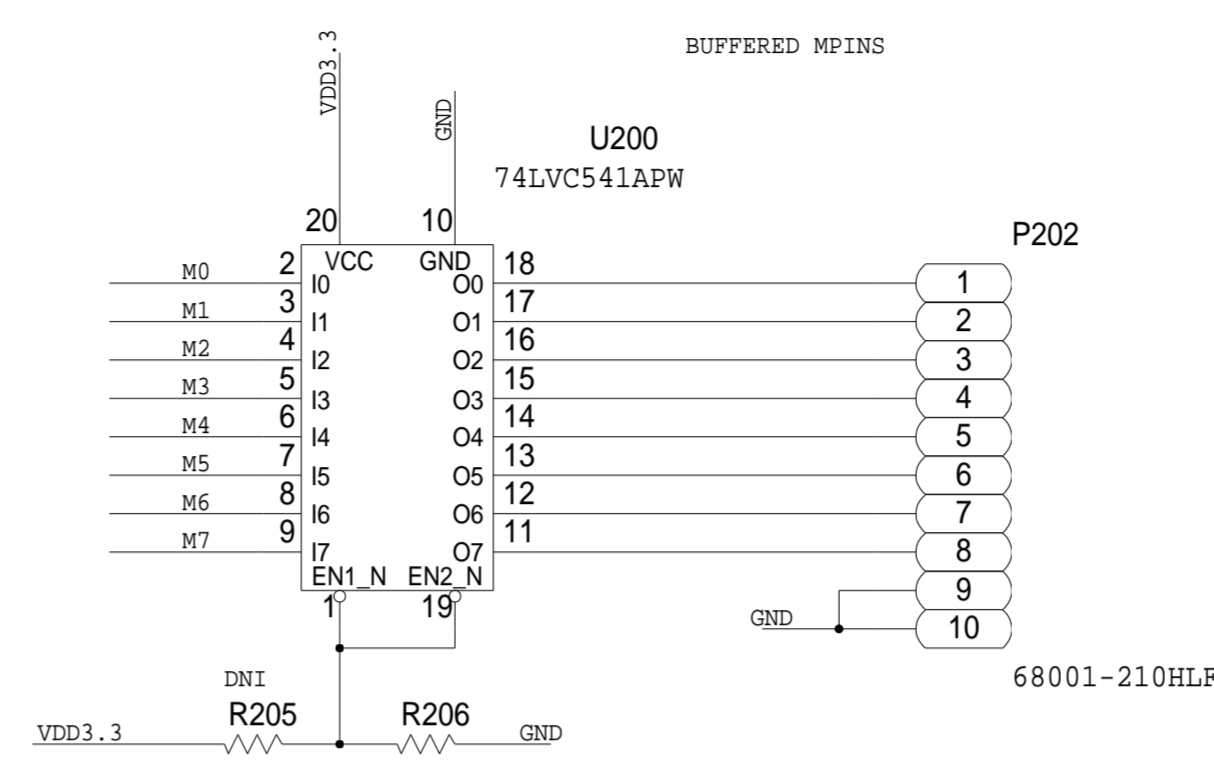 BUFFERED MPINS
VDD3.3
GND
U200
74LVC541APW
20 10
P202
VCC GND
M0 2 I0 O0 18 1
M1 3 I1 O1 17 2
M2 4 I2 O2 16 3
M3 5 I3 O3 15 4
M4 6 I4 O4 14 5
M5 7 I5 O5 13 6
M6 8 I6 O6 12 7
M7 9 I7 O7 11 8
EN1_N EN2_N 9
1 19
GND 10
68001-210HLF
DNI
R205 R206
VDD3.3 GND